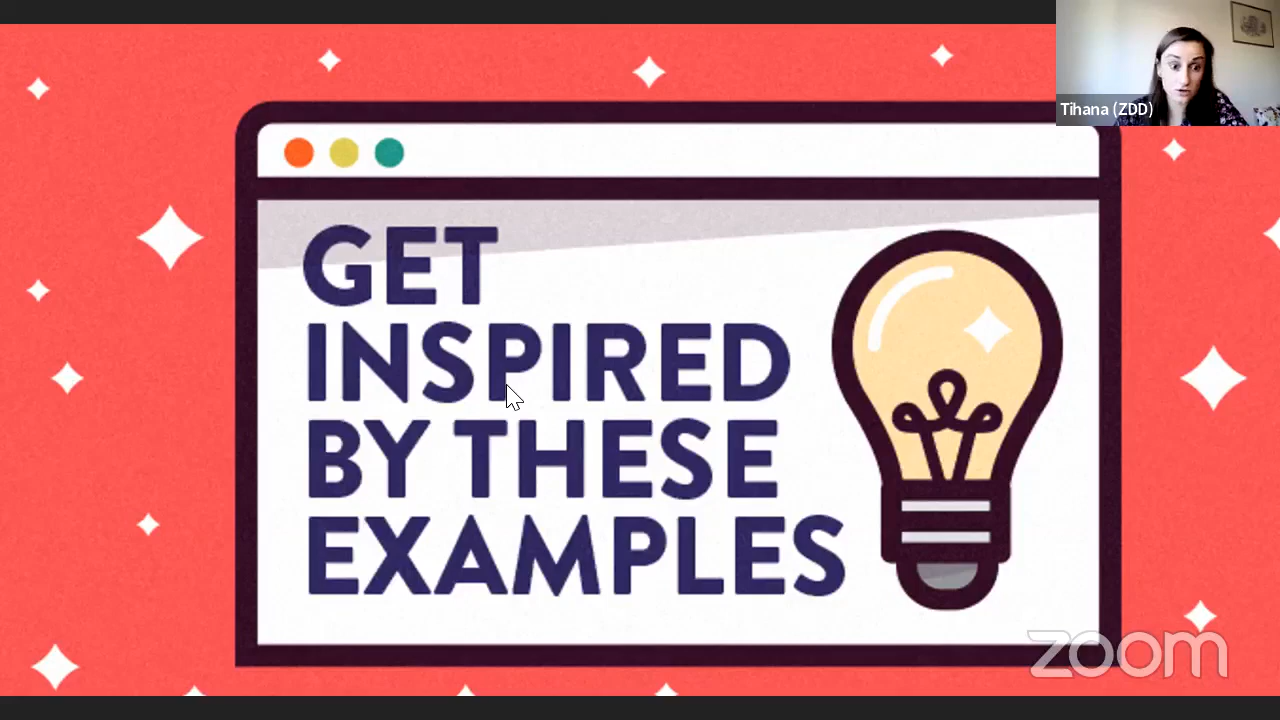 Tihana (ZDD)
GET
INSPIRED
BY THESE
EXAMPLES
zoom